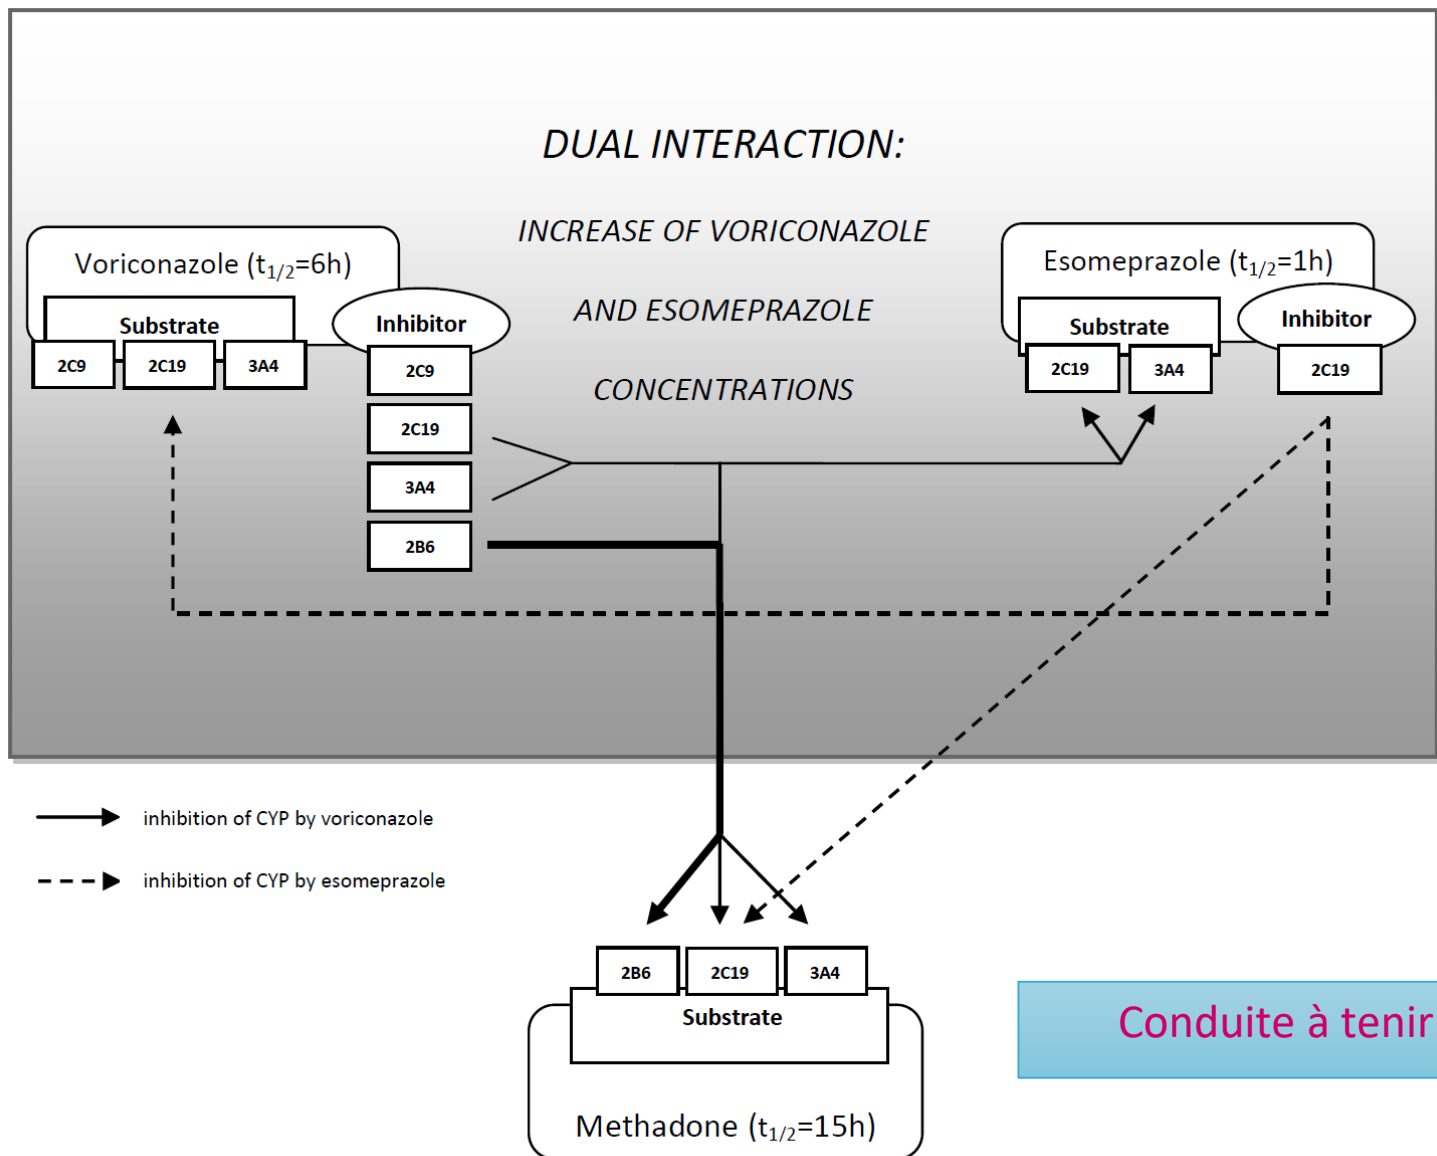 DUAL INTERACTION:
INCREASE OF VORICONAZOLE
AND ESOMEPRAZOLE
CONCENTRATIONS
Voriconazole (t1/2=6h)
Substrate
2C9 2C19 3A4
Inhibitor
2C9
2C19
3A4
2B6
Esomeprazole (t1/2=1h)
Substrate
2C19 3A4
Inhibitor
2C19
inhibition of CYP by voriconazole
inhibition of CYP by esomeprazole
2B6 2C19 3A4
Substrate
Methadone (t1/2=15h)
Conduite à tenir